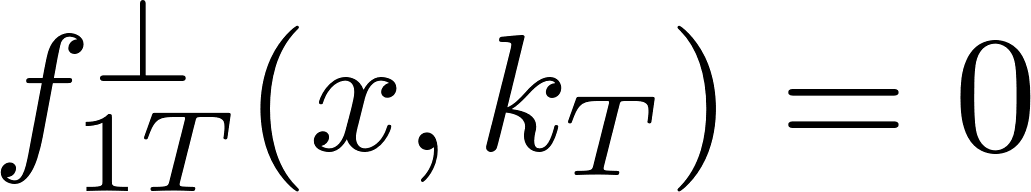 f_{1T}^{\perp}(x, k_T) = 0